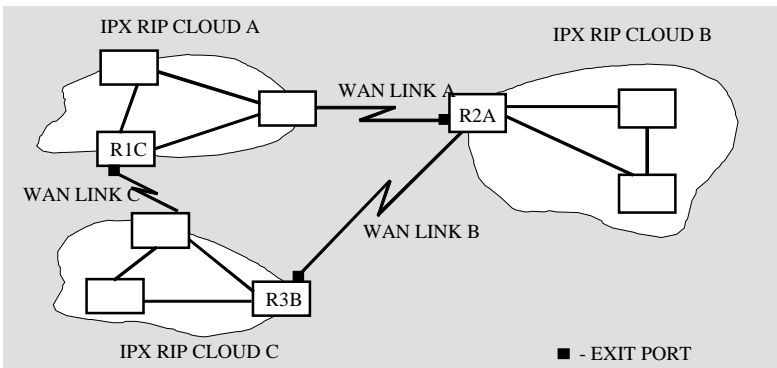 IPX RIP CLOUD A
IPX RIP CLOUD B
WAN LINK A
R2A
R1C
WAN LINK C
WAN LINK B
R3B
IPX RIP CLOUD C
■ - EXIT PORT